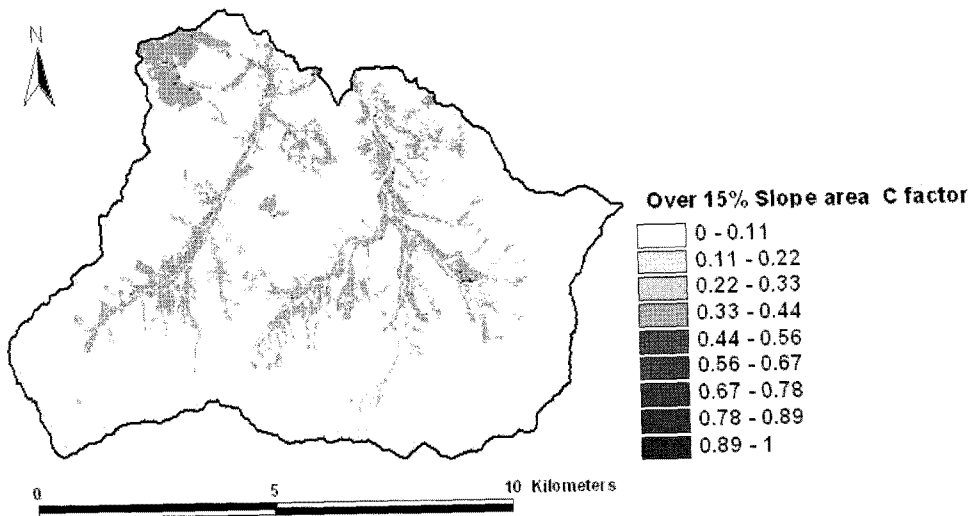 N
Over 15% Slope area C factor
0 - 0.11
0.11 - 0.22
0.22 - 0.33
0.33 - 0.44
0.44 - 0.56
0.56 - 0.67
0.67 - 0.78
0.78 - 0.89
0.89 - 1
0 5 10 Kilometers